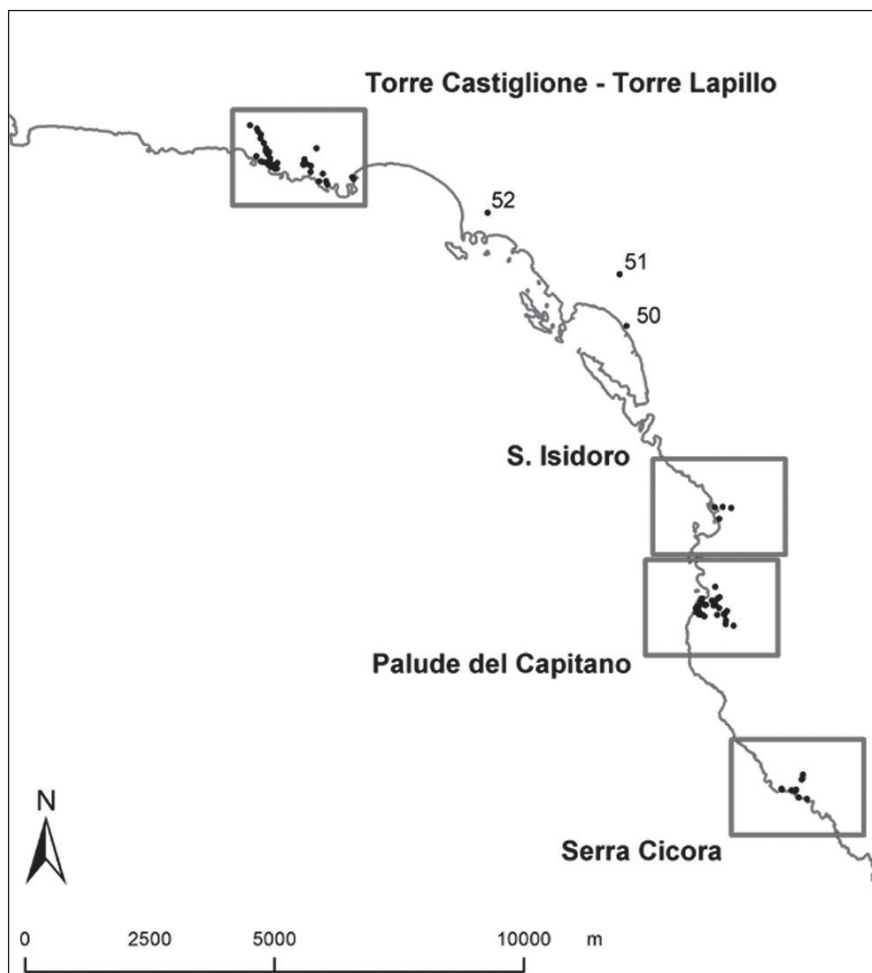 Torre Castiglione - Torre Lapillo
52
51
50
S. Isidoro
Palude del Capitano
N
Serra Cicora
0 2500 5000 10000 m